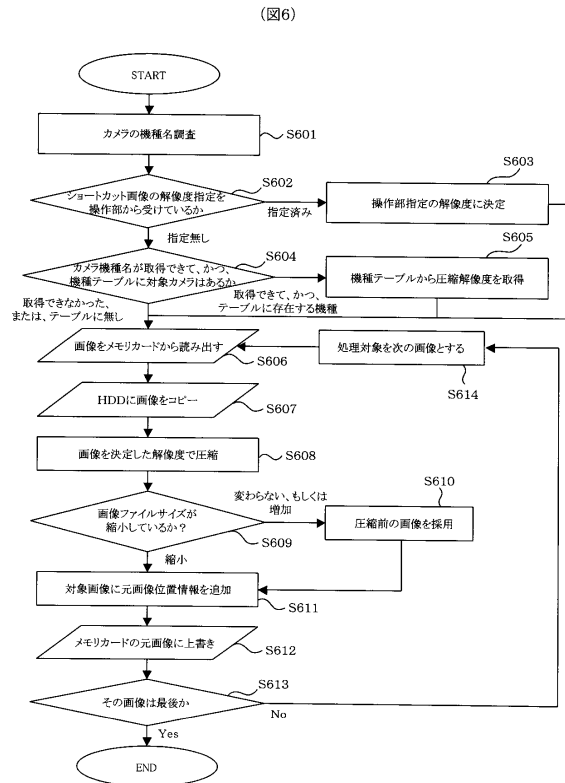 (図6)
START
カメラの機種名調査
S601
ショートカット画像の解像度指定を
操作部から受けているか
S602
指定済み
S603
操作部指定の解像度に決定
指定無し
S604
カメラ機種名が取得できて、かつ、
機種テーブルに対象カメラはあるか
S605
機種テーブルから圧縮解像度を取得
取得できなかった、
または、テーブルに無し
取得できて、かつ、
テーブルに存在する機種
画像をメモリカードから読み出す
S606
処理対象を次の画像とする
S614
HDDに画像をコピー
S607
画像を決定した解像度で圧縮
S608
画像ファイルサイズが
縮小しているか?
S609
変わらない、もしくは
増加
S610
圧縮前の画像を採用
縮小
対象画像に元画像位置情報を追加
S611
メモリカードの元画像に上書き
S612
S613
その画像は最後か
No
Yes
END